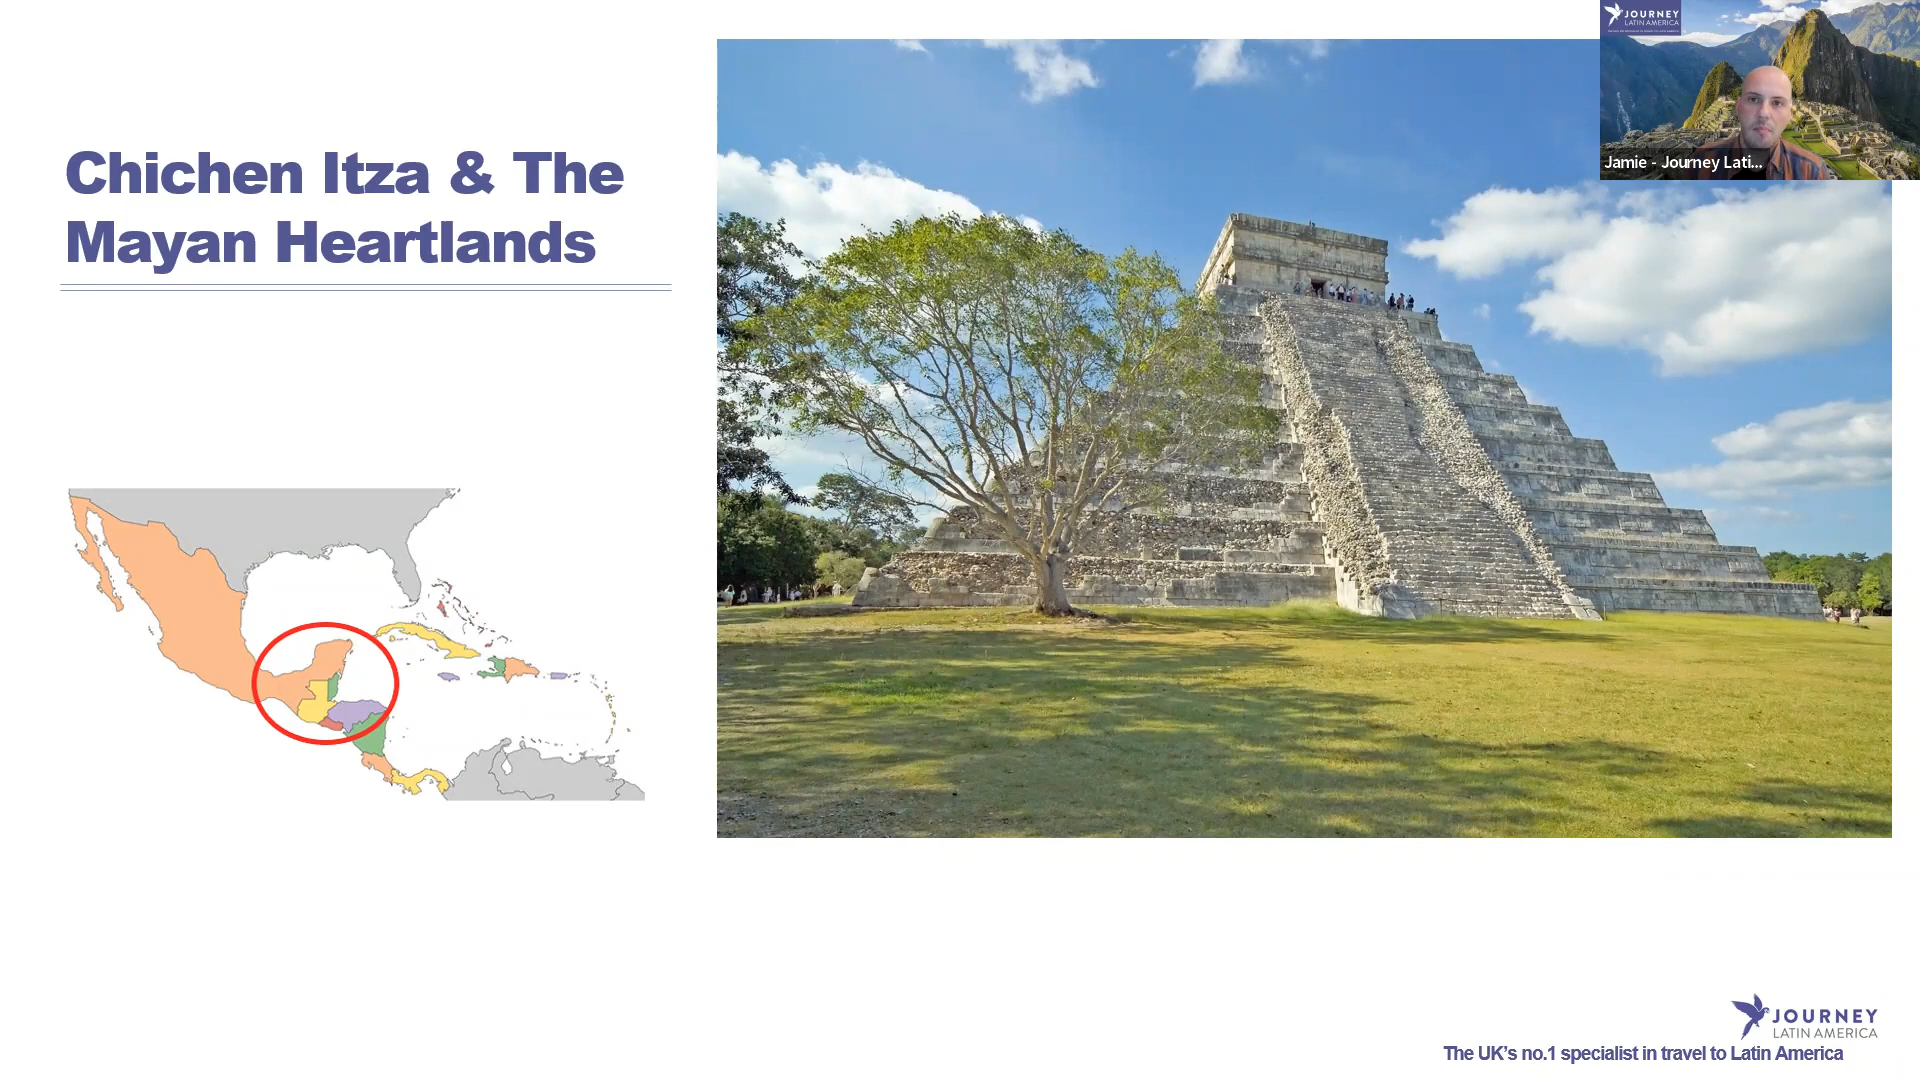 Chichen Itza & The
Mayan Heartlands
JOURNEY
LATIN AMERICA
Jamie - Journey Lati...
JOURNEY
LATIN AMERICA
The UK's no.1 specialist in travel to Latin America